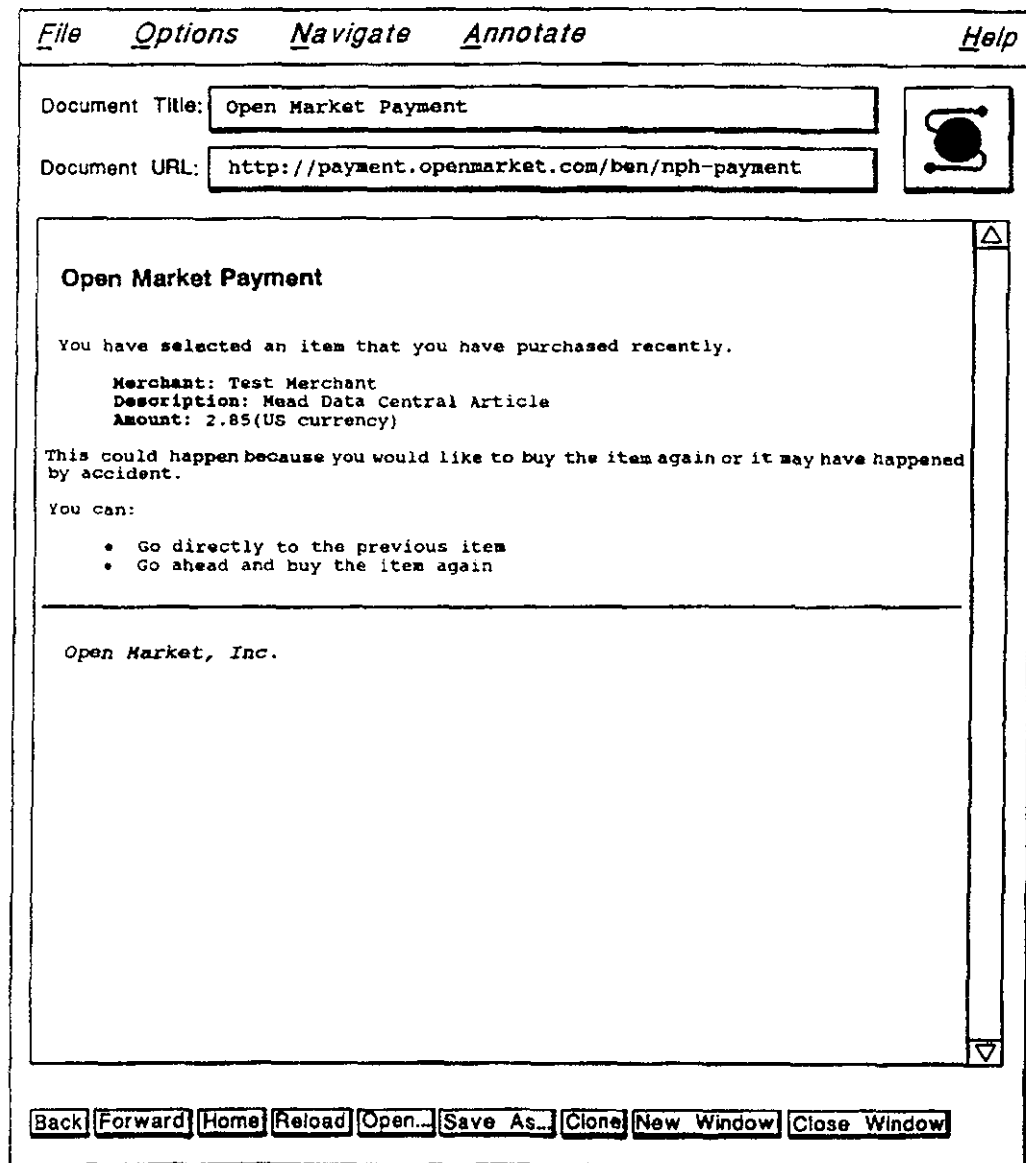 File Options Navigate Annotate Help
Document Title: Open Market Payment
Document URL: http://payment.openmarket.com/ben/nph-payment
Open Market Payment
You have selected an item that you have purchased recently.
Merchant: Test Merchant
Description: Mead Data Central Article
Amount: 2.85(US currency)
This could happen because you would like to buy the item again or it may have happened
by accident.
You can:
• Go directly to the previous item
• Go ahead and buy the item again
Open Market, Inc.
Back Forward Home Reload Open... Save As... Clone New Window Close Window